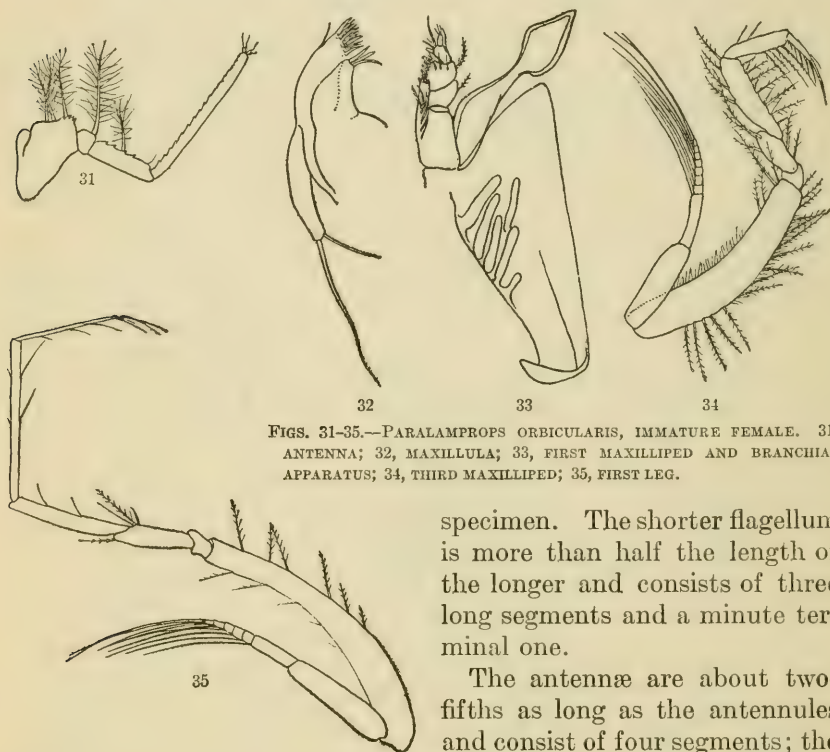 31
32
33
34
FIGS. 31-35.—PARALAMPROPS ORBICULARIS, IMMATURE FEMALE. 31
ANTENNA; 32, MAXILLULA; 33, FIRST MAXILLIPED AND BRANCHIA
APPARATUS; 34, THIRD MAXILLIPED; 35, FIRST LEG.
35
specimen. The shorter flagellum
is more than half the length o
the longer and consists of three
long segments and a minute ter
minal one.
The antennæ are about two
fifths as long as the antennules
and consist of four segments; the